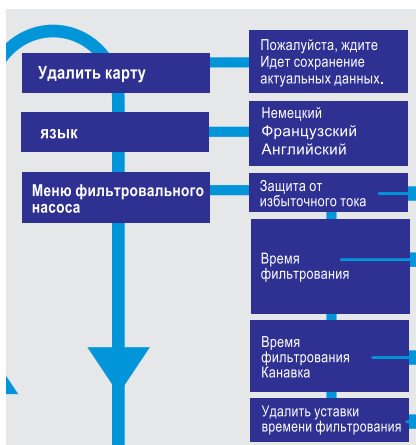 Удалить карту
Пожалуйста, ждите
Идет сохранение
актуальных данных.
язык
Немецкий
Французский
Английский
Меню фильтровального
насоса
Защита от
избыточного тока
Время
фильтрования
Время
фильтрования
Канавка
Удалить уставки
времени фильтрования